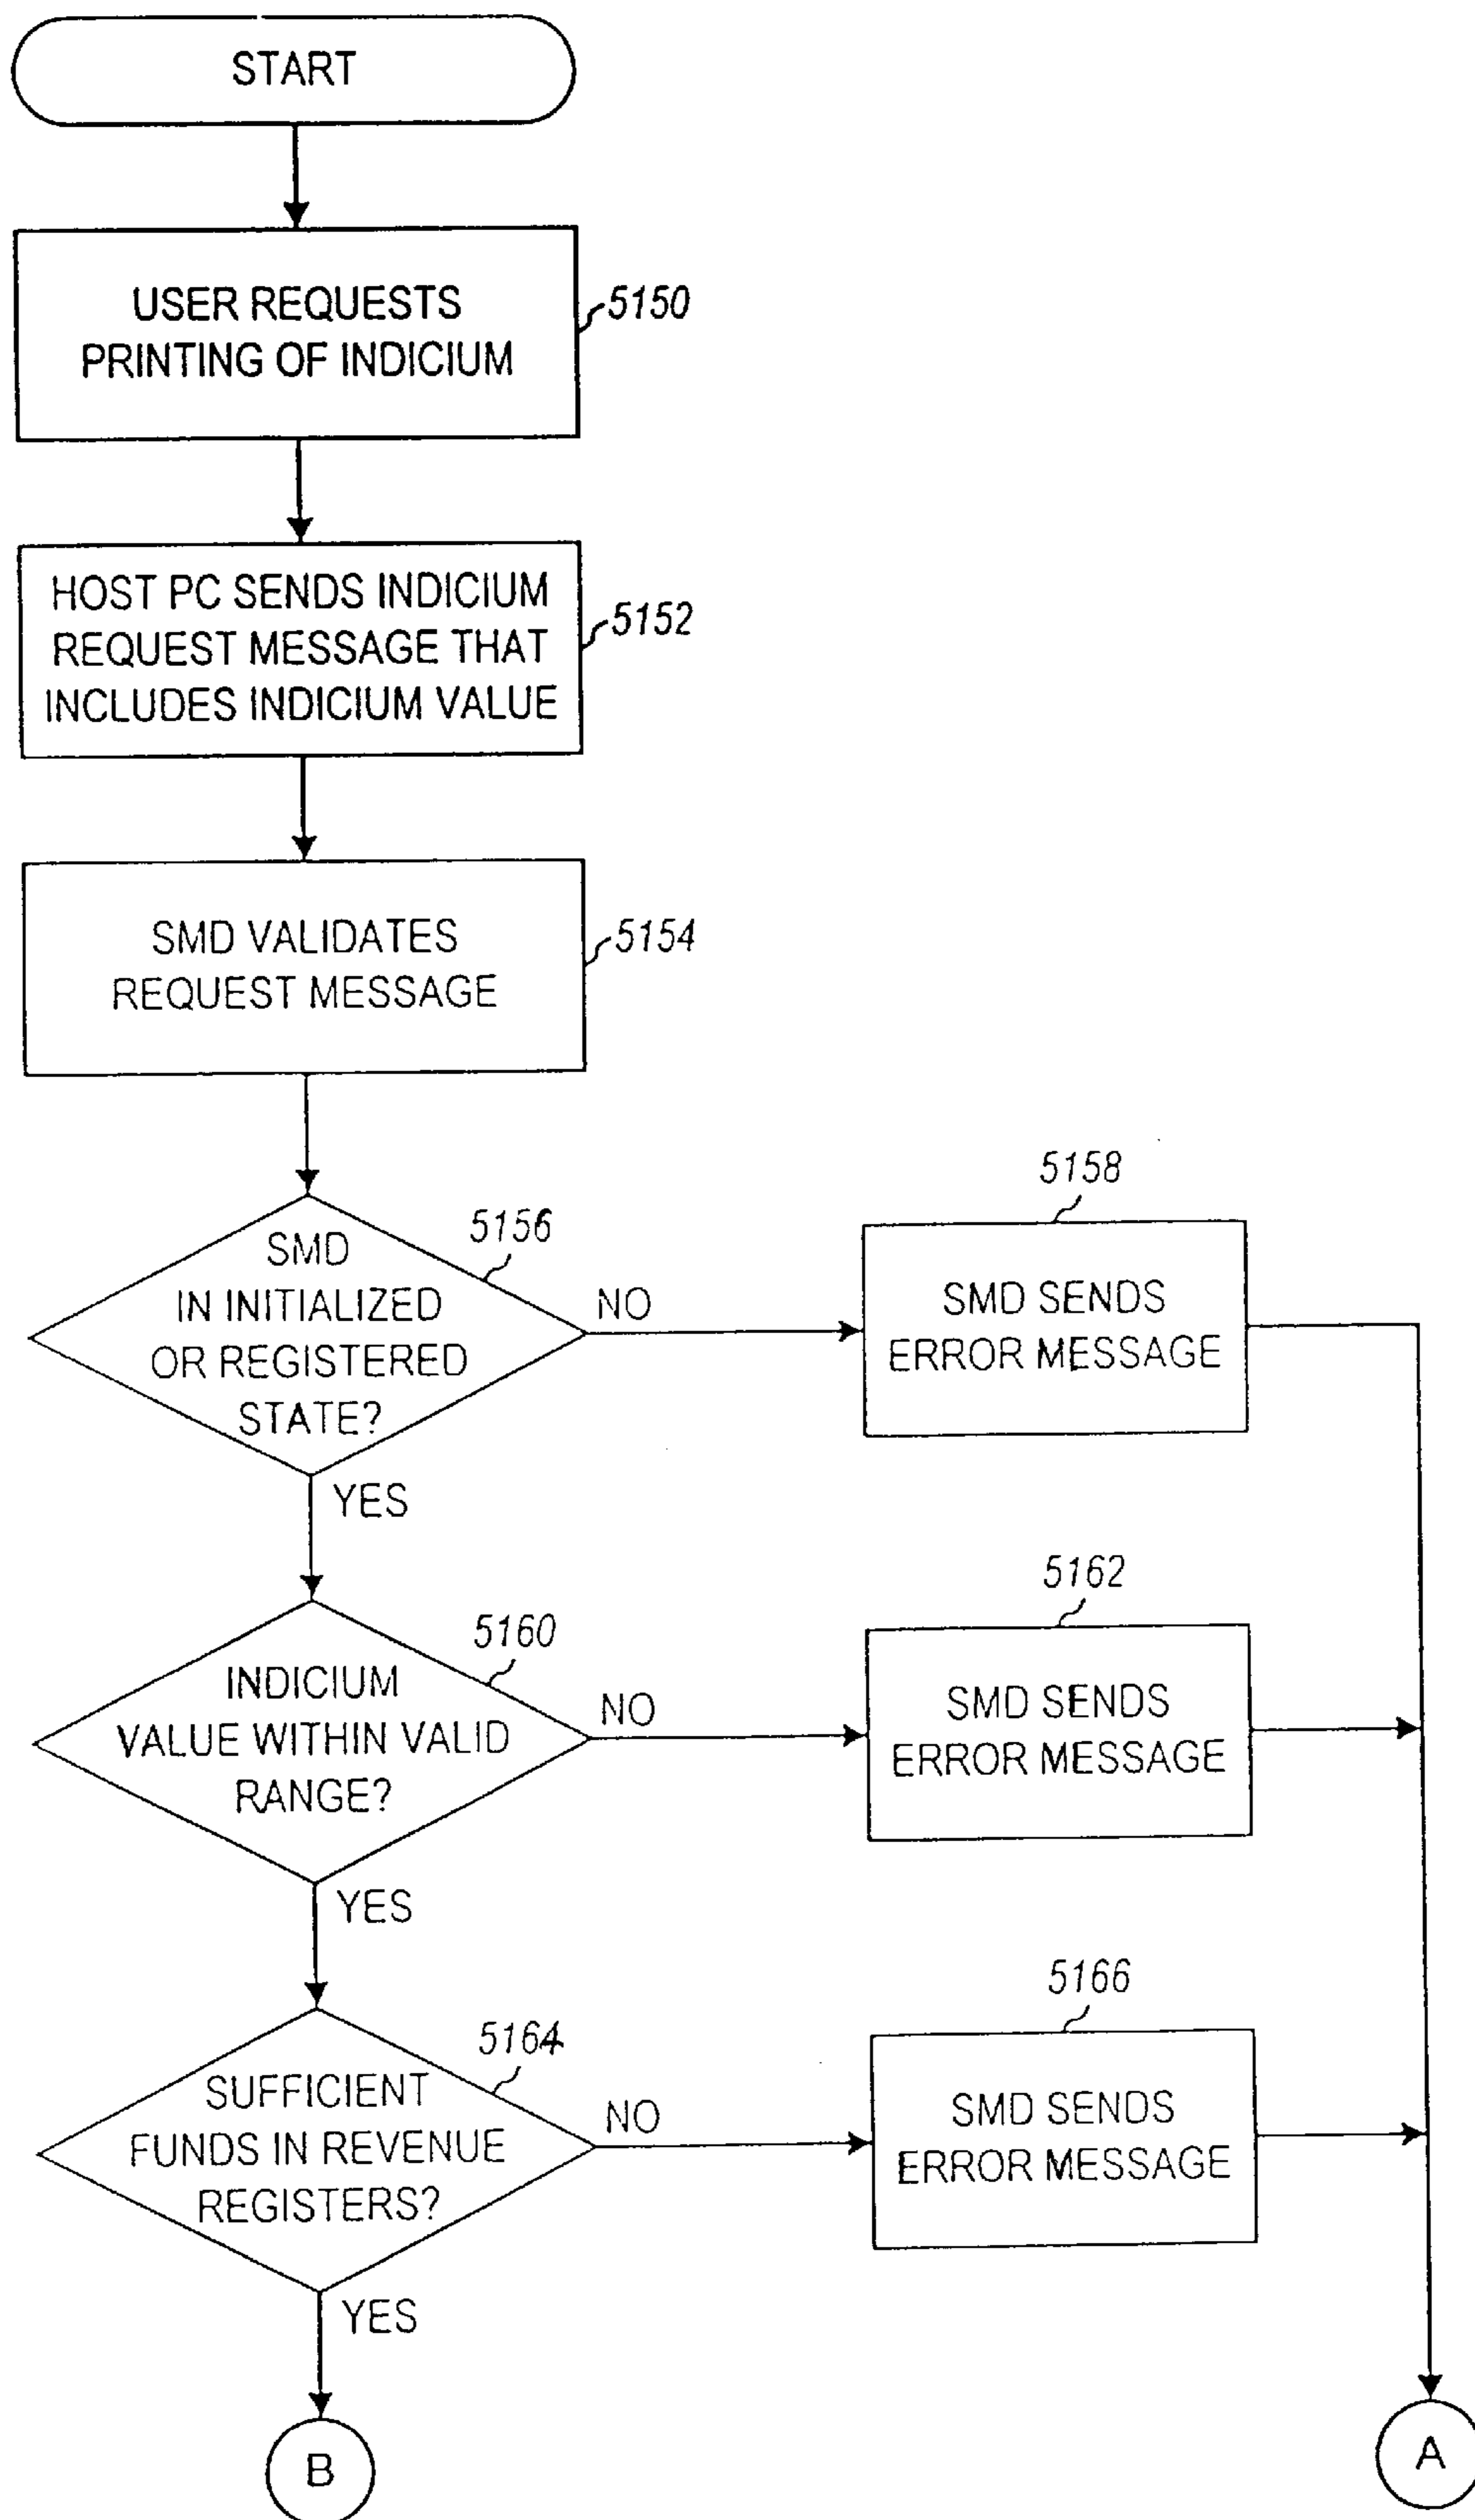 START
USER REQUESTS
PRINTING OF INDICIUM
5150
HOST PC SENDS INDICIUM
REQUEST MESSAGE THAT
INCLUDES INDICIUM VALUE
5152
SMD VALIDATES
REQUEST MESSAGE
5154
SMD
IN INITIALIZED
OR REGISTERED
STATE?
5156
NO
YES
5158
SMD SENDS
ERROR MESSAGE
INDICIUM
VALUE WITHIN VALID
RANGE?
5160
NO
YES
5162
SMD SENDS
ERROR MESSAGE
SUFFICIENT
FUNDS IN REVENUE
REGISTERS?
5164
NO
YES
5166
SMD SENDS
ERROR MESSAGE
B
A